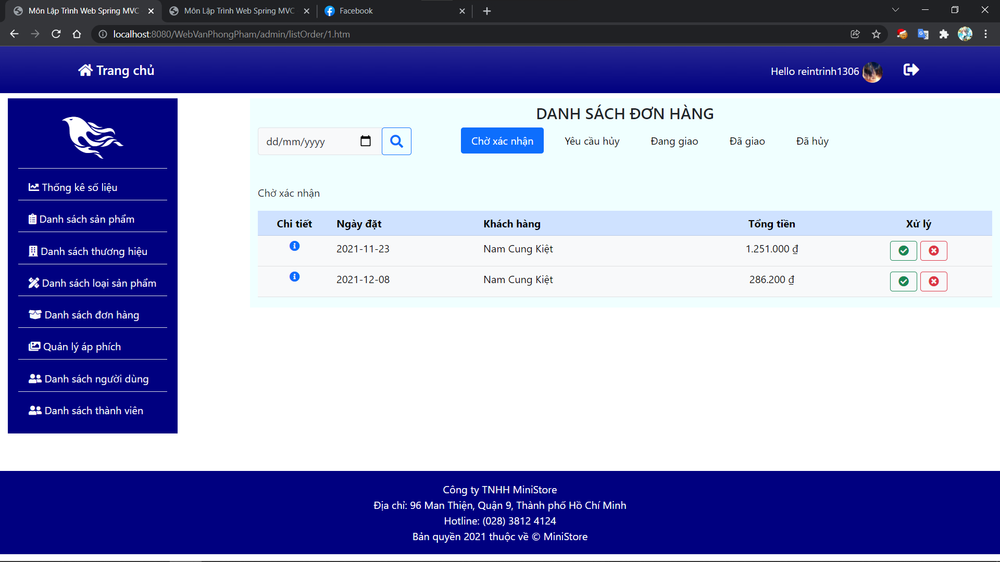 Môn Lập Trình Web Spring MVC
Môn Lập Trình Web Spring MVC
Facebook
localhost:8080/WebVanPhongPham/admin/listOrder/1.htm
Trang chủ
Hello reintrinh1306
DANH SÁCH ĐƠN HÀNG
dd/mm/yyyy
Chờ xác nhận
Yêu cầu hủy
Đang giao
Đã giao
Đã hủy
Thống kê số liệu
Danh sách sản phẩm
Danh sách thương hiệu
Danh sách loại sản phẩm
Danh sách đơn hàng
Quản lý áp phích
Danh sách người dùng
Danh sách thành viên
Chờ xác nhận
Chi tiết Ngày đặt Khách hàng Tổng tiền Xử lý
2021-11-23 Nam Cung Kiệt 1.251.000 ₫
2021-12-08 Nam Cung Kiệt 286.200 ₫
Công ty TNHH MiniStore
Địa chỉ: 96 Man Thiện, Quận 9, Thành phố Hồ Chí Minh
Hotline: (028) 3812 4124
Bản quyền 2021 thuộc về © MiniStore